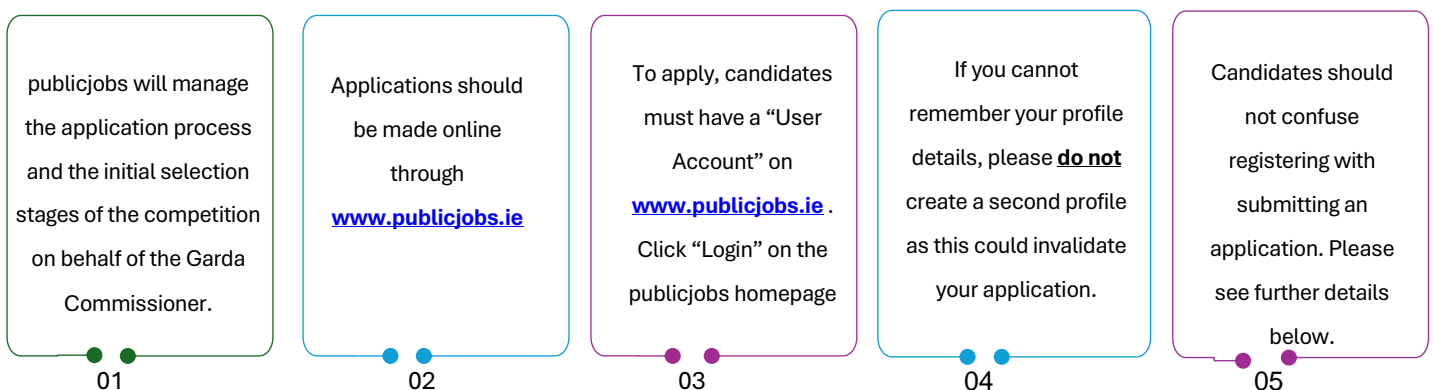 publicjobs will manage
the application process
and the initial selection
stages of the competition
on behalf of the Garda
Commissioner.
01
Applications should
be made online
through
www.publicjobs.ie
02
To apply, candidates
must have a “User
Account” on
www.publicjobs.ie .
Click “Login” on the
publicjobs homepage
03
If you cannot
remember your profile
details, please do not
create a second profile
as this could invalidate
your application.
04
Candidates should
not confuse
registering with
submitting an
application. Please
see further details
below.
05